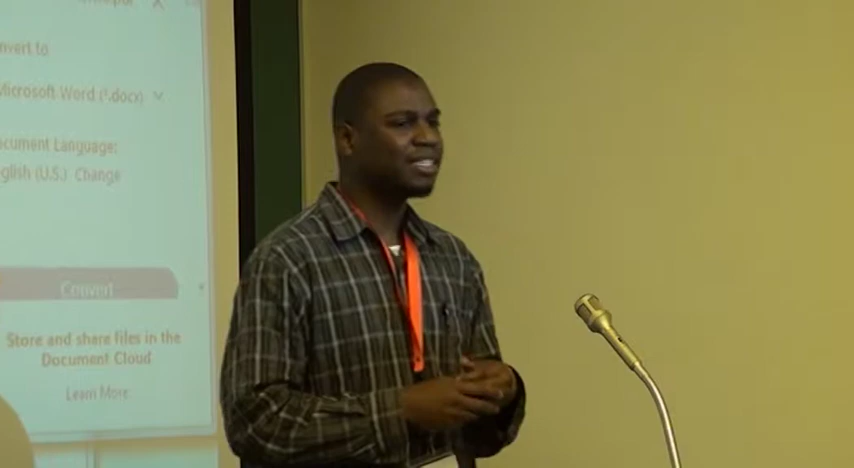 nvert to
Microsoft Word (*.docx)
ocument Language:
glish (U.S.) Change
Convert
Store and share files in the
Document Cloud
Learn More